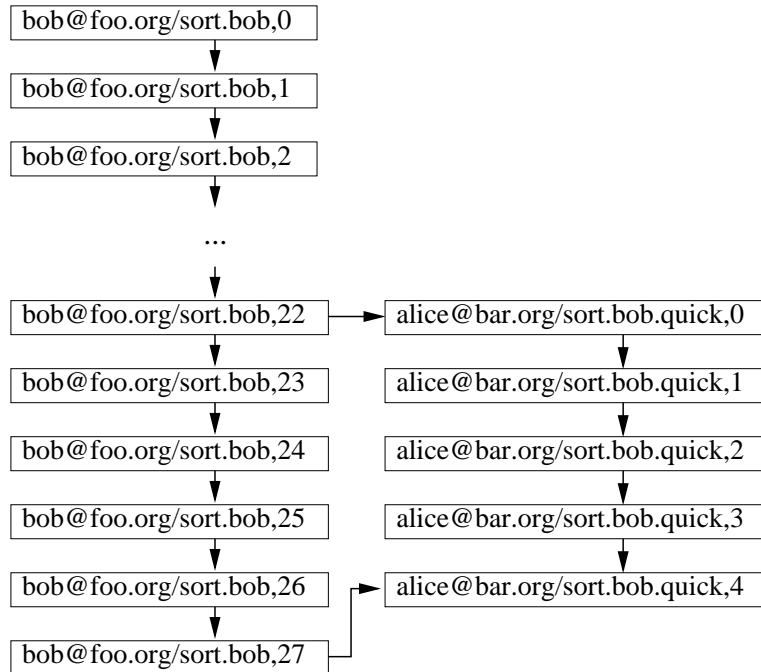 bob@foo.org/sort.bob,0
bob@foo.org/sort.bob,1
bob@foo.org/sort.bob,2
...
bob@foo.org/sort.bob,22
alice@bar.org/sort.bob.quick,0
bob@foo.org/sort.bob,23
alice@bar.org/sort.bob.quick,1
bob@foo.org/sort.bob,24
alice@bar.org/sort.bob.quick,2
bob@foo.org/sort.bob,25
alice@bar.org/sort.bob.quick,3
bob@foo.org/sort.bob,26
alice@bar.org/sort.bob.quick,4
bob@foo.org/sort.bob,27